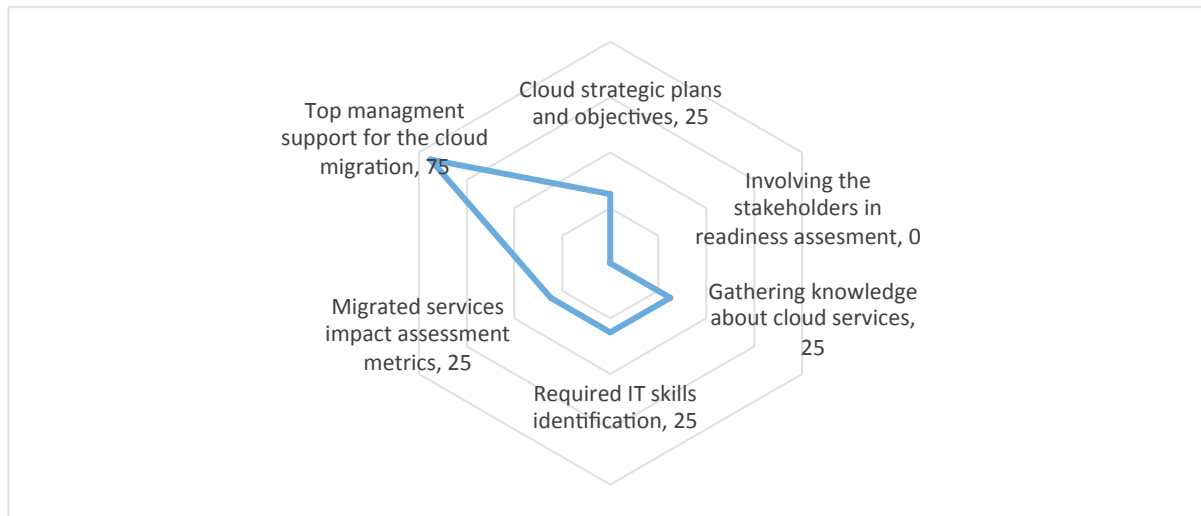 Cloud strategic plans
and objectives, 25
Involving the
stakeholders in
readiness assesment, 0
Gathering knowledge
about cloud services,
25
Required IT skills
identification, 25
Migrated services
impact assessment
metrics, 25
Top managment
support for the cloud
migration, 75